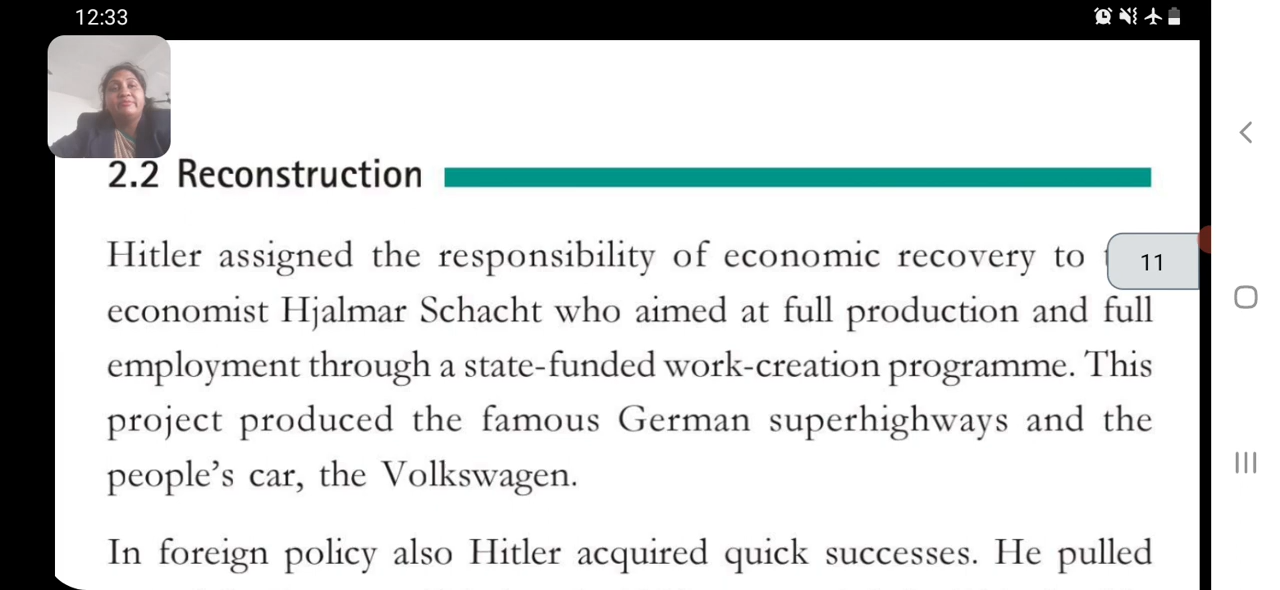 12:33
2.2 Reconstruction
Hitler assigned the responsibility of economic recovery to
11
economist Hjalmar Schacht who aimed at full production and full
employment through a state-funded work-creation programme. This
project produced the famous German superhighways and the
people's car, the Volkswagen.
In foreign policy also Hitler acquired quick successes. He pulled